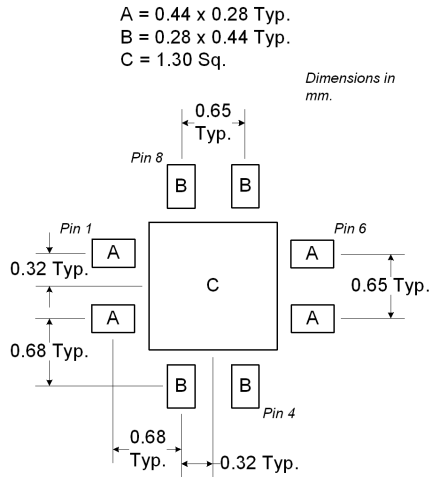 A = 0.44 x 0.28 Typ.
B = 0.28 x 0.44 Typ.
C = 1.30 Sq.
Dimensions in
mm.
0.65
Typ.
Pin 8
B B
Pin 1
Pin 6
A
A
0.32 Typ.
C
0.65 Typ.
A
A
0.68 Typ.
B B
Pin 4
0.68
Typ.
0.32 Typ.